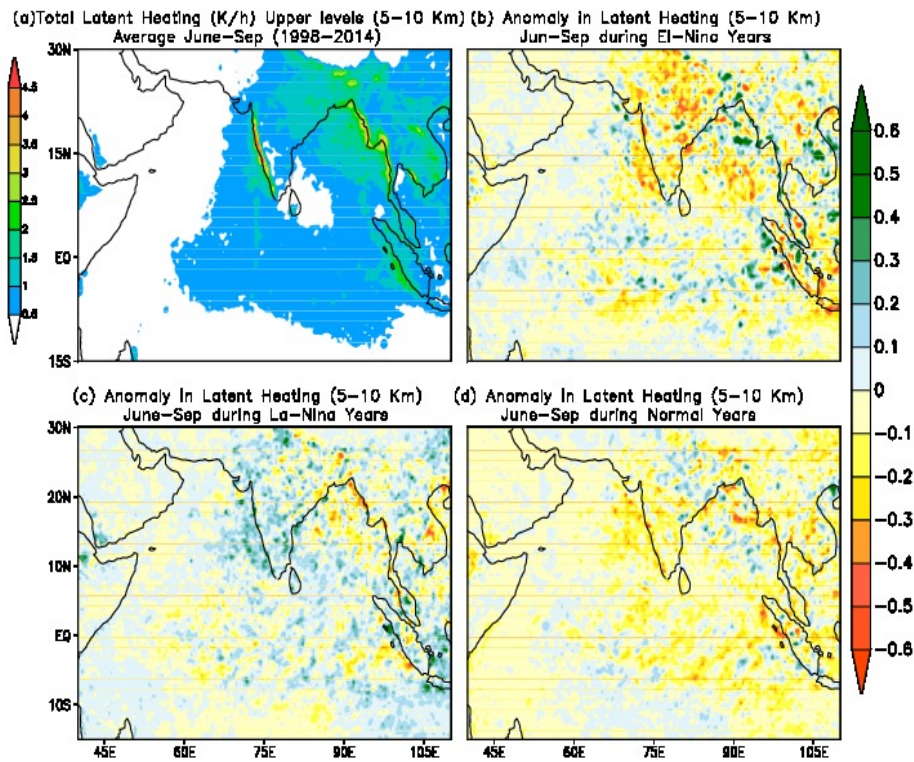 (a)Total Latent Heating (K/h) Upper levels (5-10 Km)
Average June-Sep (1998-2014)
(b) Anomaly in Latent Heating (5-10 Km)
Jun-Sep during El-Nino Years
30N
15N
EQ
15S
4.5
4
3.5
3
2.5
2
1.5
1
0.6
0.6
0.5
0.4
0.3
0.2
0.1
0
-0.1
-0.2
-0.3
-0.4
-0.5
-0.6
(c) Anomaly in Latent Heating (5-10 Km)
June-Sep during La-Nina Years
(d) Anomaly in Latent Heating (5-10 Km)
June-Sep during Normal Years
30N
20N
10N
EQ
10S
45E 60E 75E 90E 105E
45E 60E 75E 90E 105E